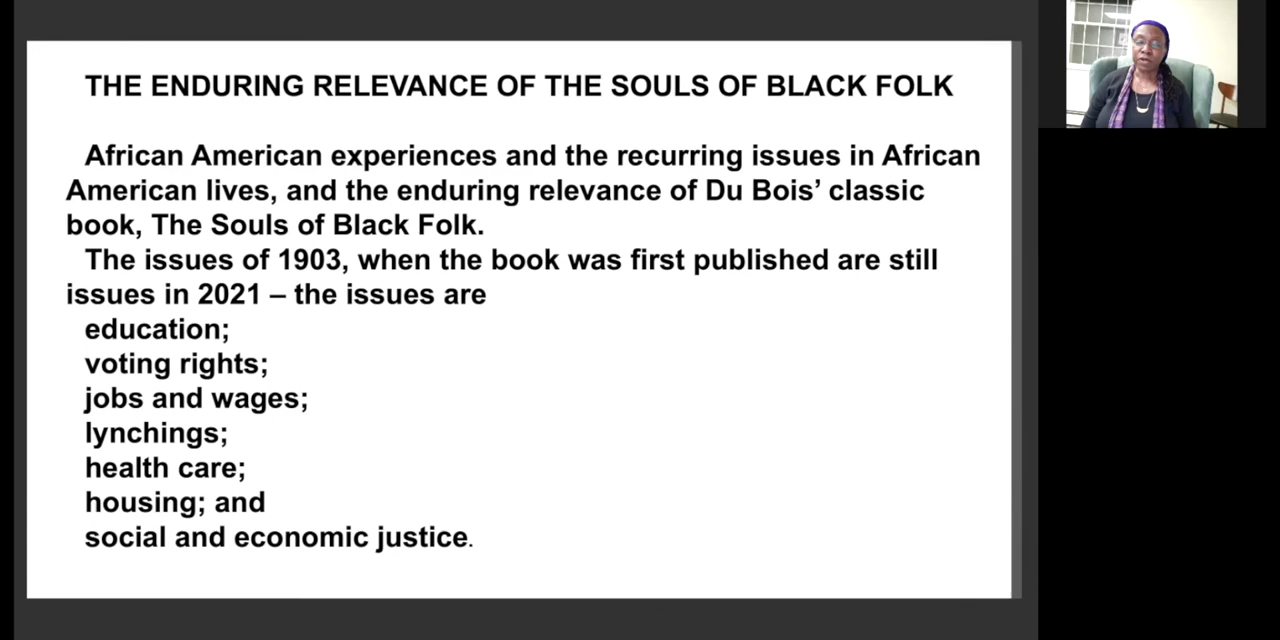 THE ENDURING RELEVANCE OF THE SOULS OF BLACK FOLK
African American experiences and the recurring issues in African
American lives, and the enduring relevance of Du Bois’ classic
book, The Souls of Black Folk.
The issues of 1903, when the book was first published are still
issues in 2021 – the issues are
education;
voting rights;
jobs and wages;
lynchings;
health care;
housing; and
social and economic justice.